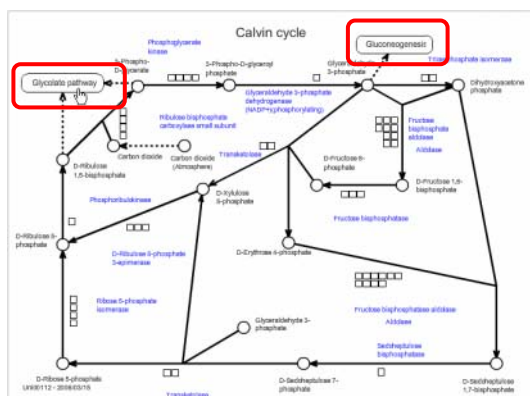 Calvin cycle
Phosphoglycerate
kinase
Gluconeogenesis
3-Phospho-
D-glycerate
3-Phospho-D-glyceroyl
phosphate
Glyceraldehyde
3-phosphate
Triosephosphate isomerase
Dihydroxyacetone
phosphate
Glycolate pathway
Glyceraldehyde 3-phosphate
dehydrogenase
(NADP+)(phosphorylating)
Ribulose bisphosphate
carboxylase small subunit
Fructose
bisphosphate
aldolase
Aldolase
Carbon dioxide
Carbon dioxide
(Atmosphere)
Transketolase
D-Fructose 6-
phosphate
D-Ribulose
1,5-bisphosphate
D-Fructose 1,6-
bisphosphate
D-Xylulose
5-phosphate
Phosphoribulokinase
Fructose bisphosphatase
D-Ribulose 5-
phosphate
D-Ribulose 5-phosphate
3-epimerase
D-Erythrose 4-phosphate
Ribose 5-phosphate
isomerase
Fructose bisphosphatase aldolase
Aldolase
Glyceraldehyde 3-
phosphate
Sedoheptulose
bisphosphatase
D-Ribose 5-phosphate
D-Sedoheptulose 7-
phosphate
D-Sedoheptulose
1,7-bisphosphate
Transketolase